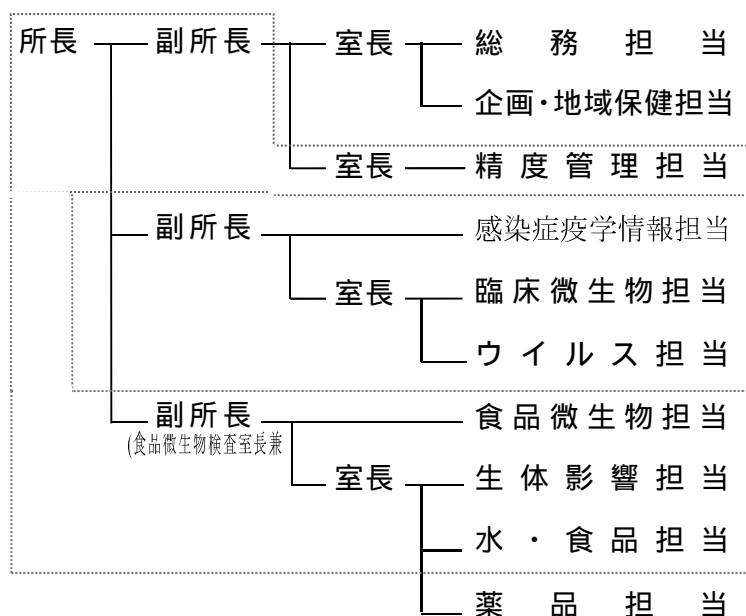 所長 副所長 室長 総務担当
企画・地域保健担当
室長 精度管理担当
副所長 感染症疫学情報担当
室長 臨床微生物担当
ウイルス担当
副所長 食品微生物担当
(食品微生物検査室長兼
室長 生体影響担当
水・食品担当
薬品担当